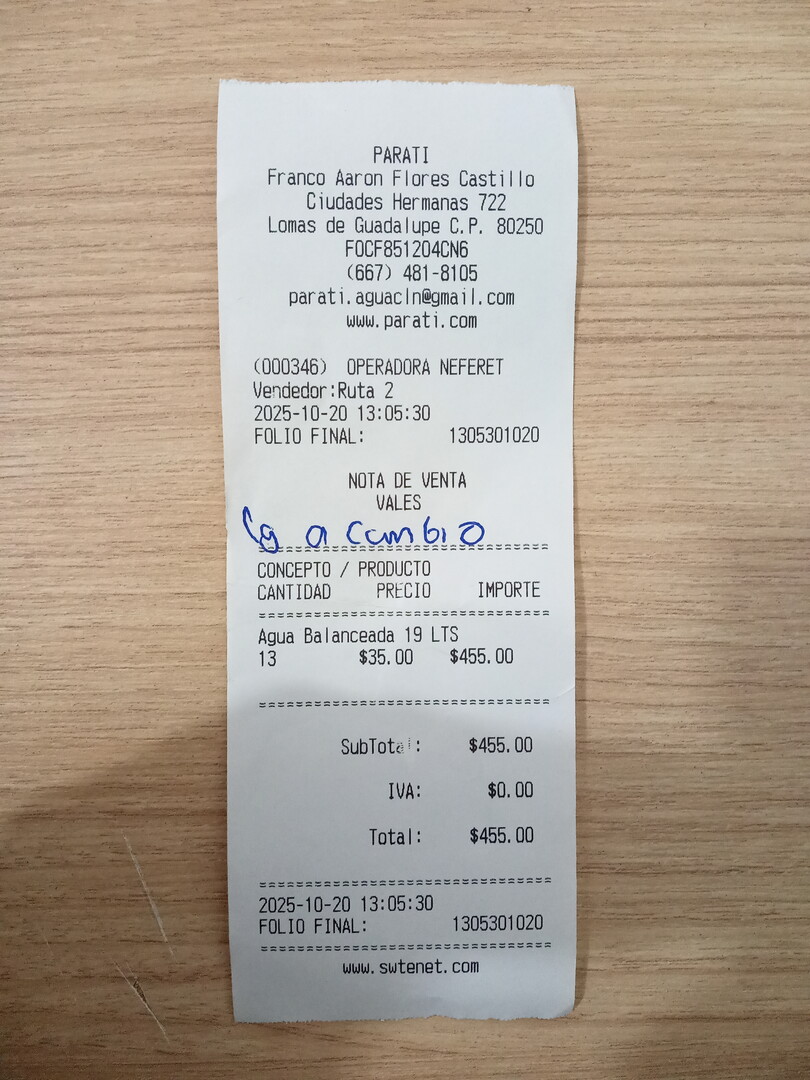 PARATI
Franco Aaron Flores Castillo
Ciudades Hermanas 722
Lomas de Guadalupe C.P. 80250
FOCF851204CN6
(667) 481-8105
parati.aguacln@gmail.com
www.parati.com
(000346) OPERADORA NEFERET
Vendedor:Ruta 2
2025-10-20 13:05:30
FOLIO FINAL: 1305301020
NOTA DE VENTA
VALES
a cambio
CONCEPTO / PRODUCTO
CANTIDAD PRECIO IMPORTE
Agua Balanceada 19 LTS
13 $35.00 $455.00
SubTotal: $455.00
IVA: $0.00
Total: $455.00
2025-10-20 13:05:30
FOLIO FINAL: 1305301020
www.swtenet.com